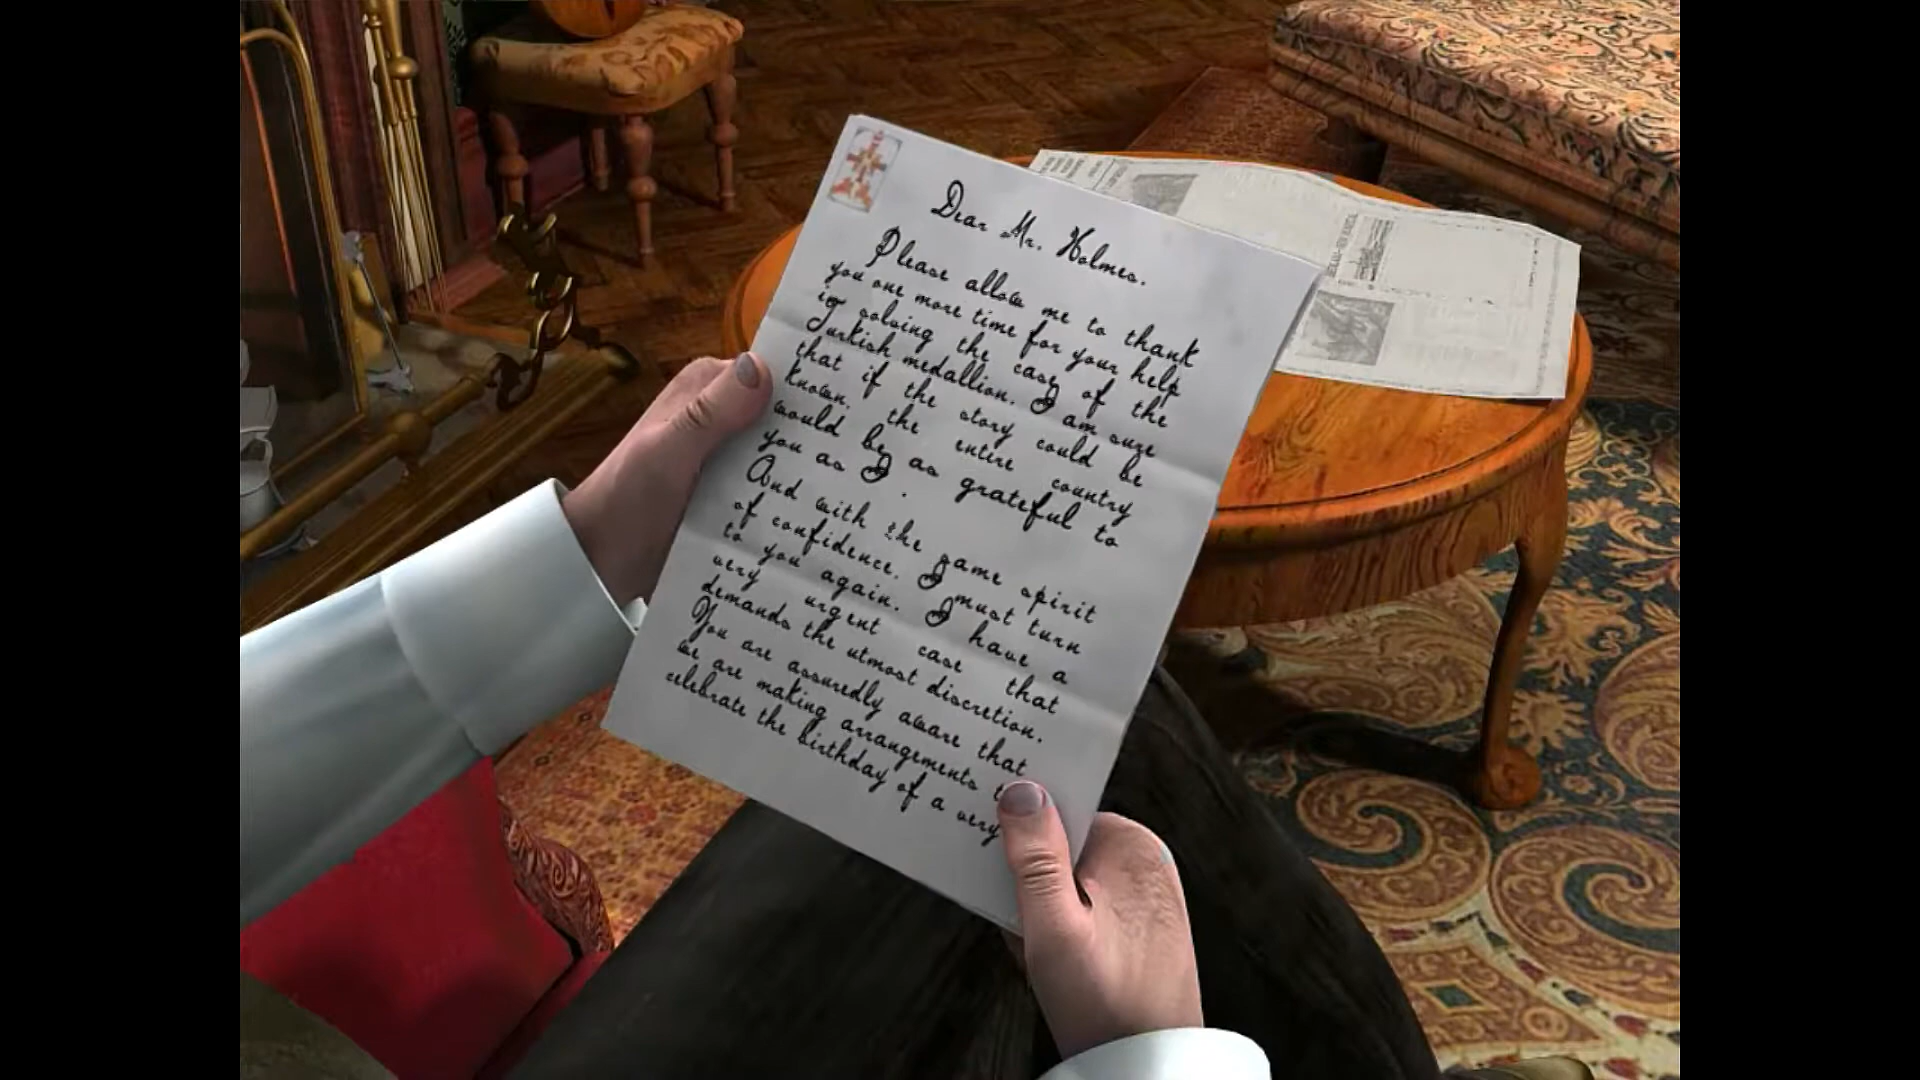 Dear Mr. Holmes.
Please allow me to thank
you one more time for your help
in solving the case of the
Turkish medallion. I am sure
that if the story could be
known, the entire country
would be as grateful to
you as I.
And with the same spirit
of confidence. I must turn
to you again. I have a
very urgent case that
demands the utmost discretion.
You are assuredly aware that
we are making arrangements
celebrate the birthday of a very